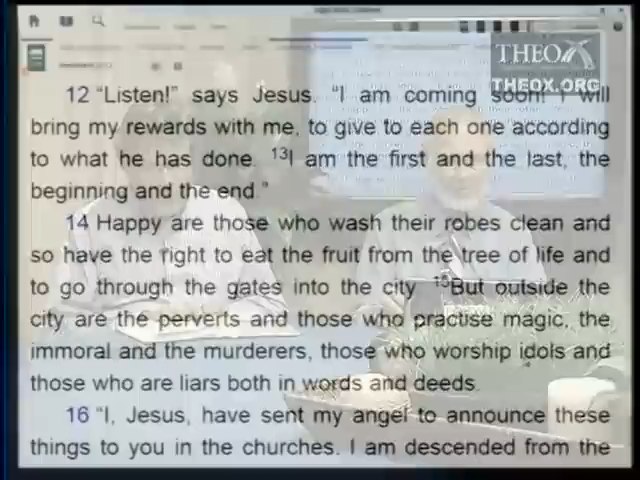 THEOX
THEOX.ORG
12 “Listen!” says Jesus. “I am coming soon! I will
bring my rewards with me, to give to each one according
to what he has done. 13I am the first and the last, the
beginning and the end.”
14 Happy are those who wash their robes clean and
so have the right to eat the fruit from the tree of life and
to go through the gates into the city. 15But outside the
city are the perverts and those who practise magic, the
immoral and the murderers, those who worship idols and
those who are liars both in words and deeds.
16 “I, Jesus, have sent my angel to announce these
things to you in the churches. I am descended from the